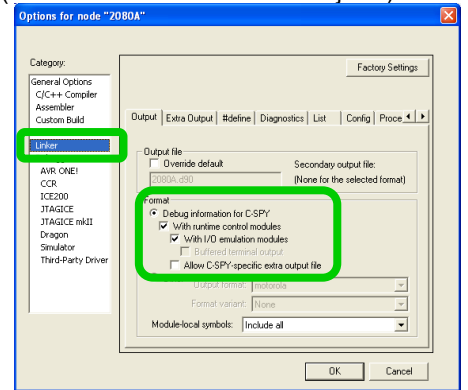 Options for node "2080A"
Category:
Factory Settings
General Options
C/C++ Compiler
Assembler
Custom Build
Linker
AVR ONE!
CCR
ICE200
JTAGICE
JTAGICE mkII
Dragon
Simulator
Third-Party Driver
Output Extra Output #define Diagnostics List Config Proce
Output file
Override default
Secondary output file:
2080A.d90
(None for the selected format)
Format
Debug information for C-SPY
With runtime control modules
With I/O emulation modules
Buffered terminal output
Allow C-SPY-specific extra output file
Output format: motorola
Format variant: None
Module-local symbols: Include all
OK Cancel